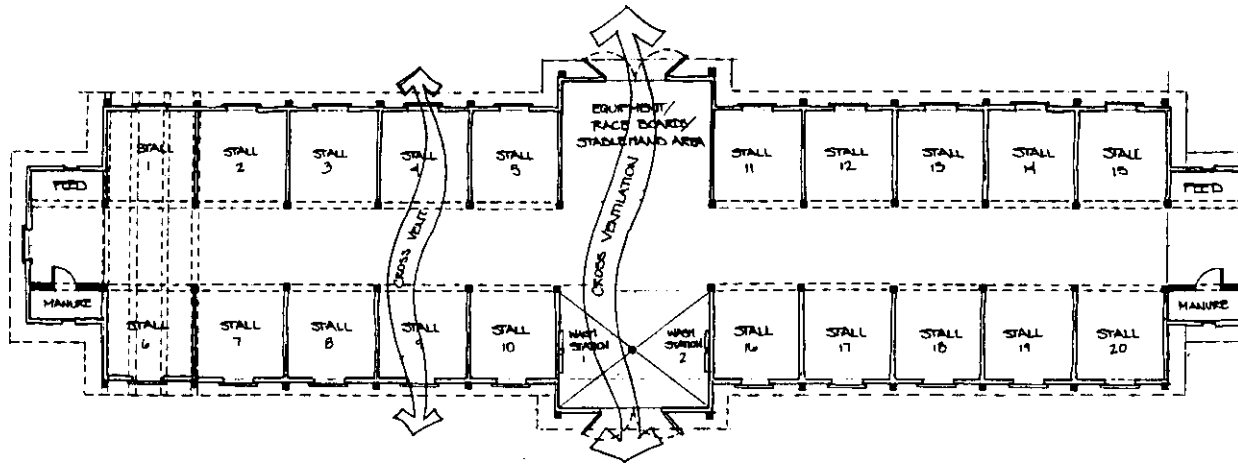 EQUIPMENT/
RACE BOARDS/
STABLEHAND AREA
STALL
1
STALL
2
STALL
3
STALL
4
STALL
5
STALL
11
STALL
12
STALL
13
STALL
14
STALL
15
FEED
FEED
CROSS VENT.
CROSS VENTILATION
MANURE
MANURE
STALL
6
STALL
7
STALL
8
STALL
9
STALL
10
WASH
STATION
1
WASH
STATION
2
STALL
16
STALL
17
STALL
18
STALL
19
STALL
20